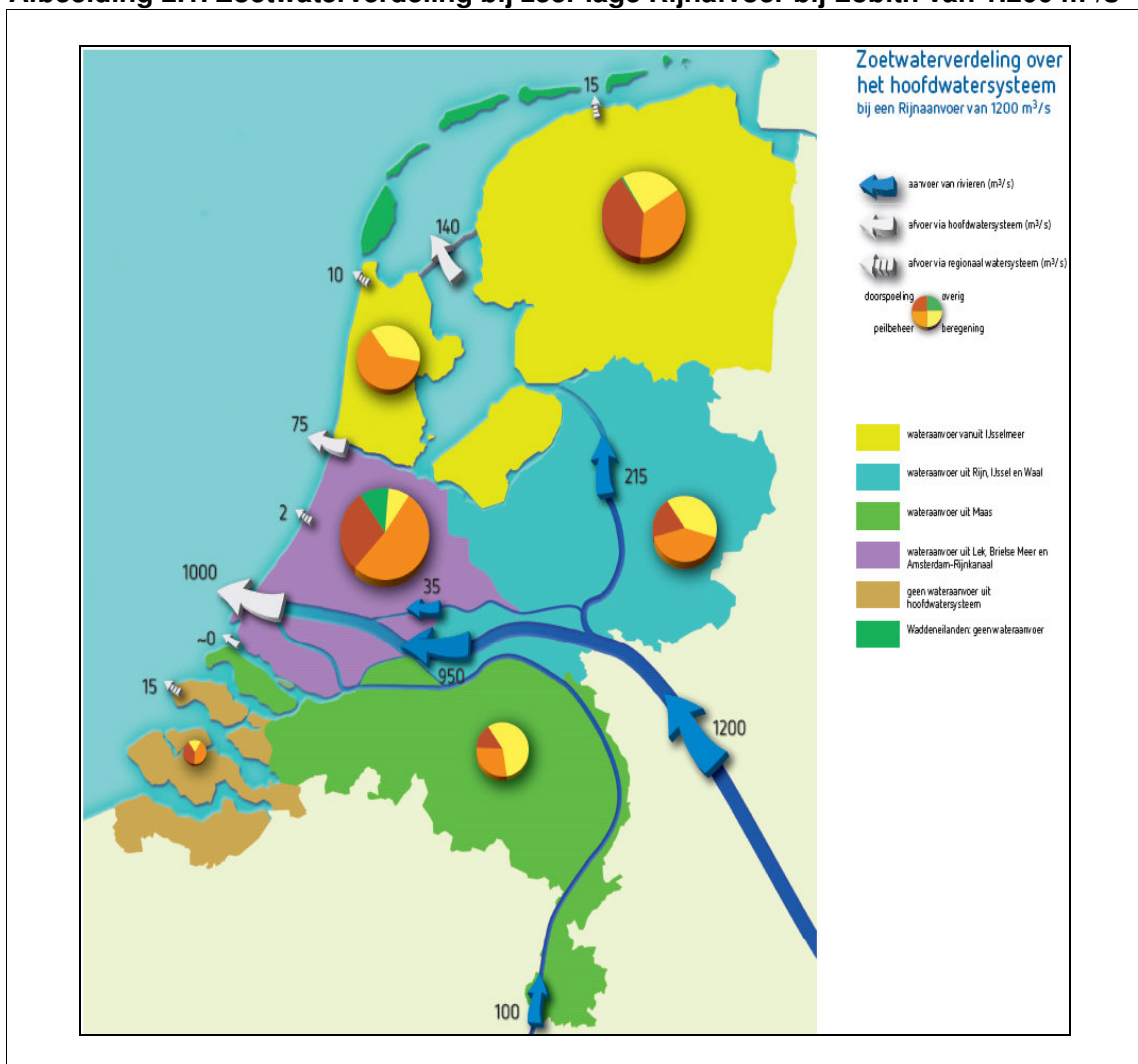 Zoetwaterverdeling over
het hoofdwatersysteem
bij een Rijnaanvoer van 1200 m³/s
aanvoer van rivieren (m³/s)
afvoer via hoofdwatersysteem (m³/s)
afvoer via regionaal watersysteem (m³/s)
doorspoeling
overig
peilbeheer
beregening
wateraanvoer vanuit IJsselmeer
wateraanvoer uit Rijn, IJssel en Waal
wateraanvoer uit Maas
wateraanvoer uit Lek, Brielse Meer en
Amsterdam-Rijnkanaal
geen wateraanvoer uit
hoofdwatersysteem
Waddeneilanden: geen wateraanvoer
15
140
10
75
215
2
1000
35
~0
950
15
1200
100